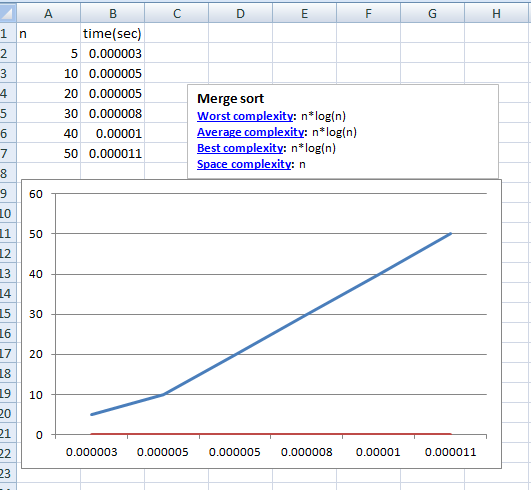 A B C D E F G H
1 n time(sec)
2 5 0.000003
3 10 0.000005
4 20 0.000005
5 30 0.000008
6 40 0.00001
7 50 0.000011
8
Merge sort
Worst complexity: n*log(n)
Average complexity: n*log(n)
Best complexity: n*log(n)
Space complexity: n
9 60
10
11 50
12
13 40
14
15 30
16
17 20
18
19 10
20
21 0
22 0.000003 0.000005 0.000005 0.000008 0.00001 0.000011
23